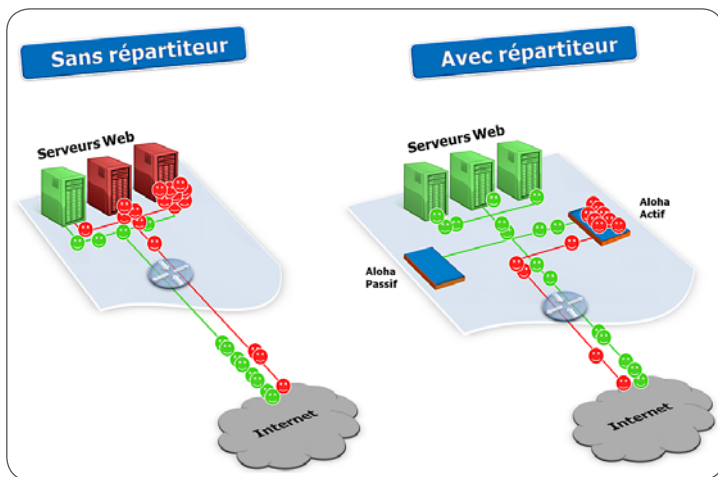 Sans répartiteur
Serveurs Web
Internet
Avec répartiteur
Serveurs Web
Aloha
Actif
Aloha
Passif
Internet